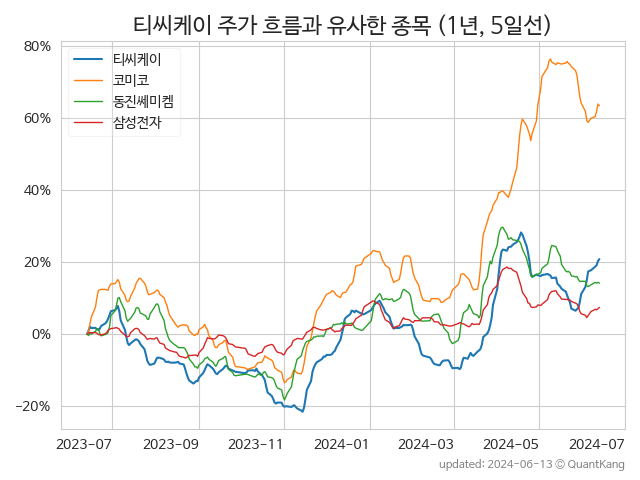 티씨케이 주가 흐름과 유사한 종목 (1년, 5일선)
티씨케이
코미코
동진쎄미켐
삼성전자
80%
60%
40%
20%
0%
−20%
2023-07 2023-09 2023-11 2024-01 2024-03 2024-05 2024-07
updated: 2024-06-13 © QuantKang